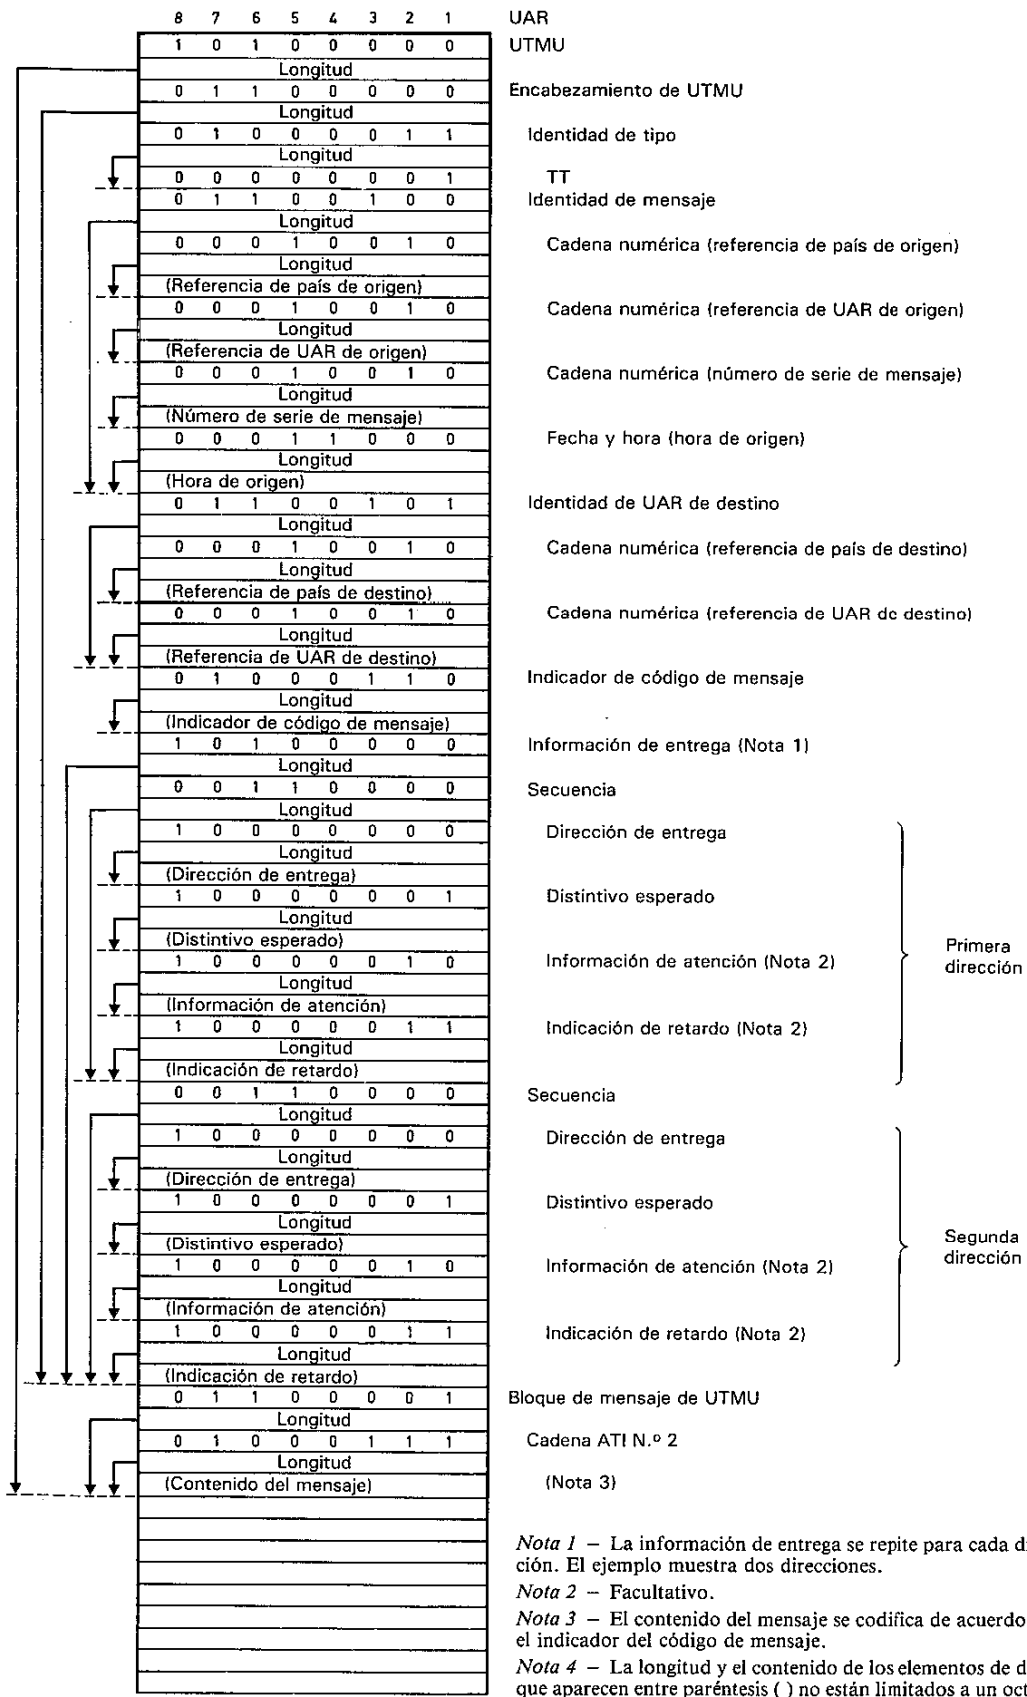 8 7 6 5 4 3 2 1 UAR
1 0 1 0 0 0 0 0 UTMU
Longitud
0 1 1 0 0 0 0 0 Encabezamiento de UTMU
Longitud
0 1 0 0 0 0 1 1 Identidad de tipo
Longitud
0 0 0 0 0 0 0 1 TT
0 1 1 0 0 1 0 0 Identidad de mensaje
Longitud
0 0 0 1 0 0 1 0 Cadena numérica (referencia de país de origen)
Longitud
(Referencia de país de origen)
0 0 0 1 0 0 1 0 Cadena numérica (referencia de UAR de origen)
Longitud
(Referencia de UAR de origen)
0 0 0 1 0 0 1 0 Cadena numérica (número de serie de mensaje)
Longitud
(Número de serie de mensaje)
0 0 0 1 1 0 0 0 Fecha y hora (hora de origen)
Longitud
(Hora de origen)
0 1 1 0 0 1 0 1 Identidad de UAR de destino
Longitud
0 0 0 1 0 0 1 0 Cadena numérica (referencia de país de destino)
Longitud
(Referencia de país de destino)
0 0 0 1 0 0 1 0 Cadena numérica (referencia de UAR de destino)
Longitud
(Referencia de UAR de destino)
0 1 0 0 0 1 1 0 Indicador de código de mensaje
Longitud
(Indicador de código de mensaje)
1 0 1 0 0 0 0 0 Información de entrega (Nota 1)
Longitud
0 0 1 1 0 0 0 0 Secuencia
Longitud
1 0 0 0 0 0 0 0 Dirección de entrega
Longitud
(Dirección de entrega)
1 0 0 0 0 0 0 1 Distintivo esperado
Longitud
(Distintivo esperado)
1 0 0 0 0 0 1 0 Información de atención (Nota 2)
Primera
dirección
Longitud
(Información de atención)
1 0 0 0 0 0 1 1 Indicación de retardo (Nota 2)
Longitud
(Indicación de retardo)
0 0 1 1 0 0 0 0 Secuencia
Longitud
1 0 0 0 0 0 0 0 Dirección de entrega
Longitud
(Dirección de entrega)
1 0 0 0 0 0 0 1 Distintivo esperado
Longitud
(Distintivo esperado)
Segunda
dirección
1 0 0 0 0 0 1 0 Información de atención (Nota 2)
Longitud
(Información de atención)
1 0 0 0 0 0 1 1 Indicación de retardo (Nota 2)
Longitud
(Indicación de retardo)
0 1 1 0 0 0 0 1 Bloque de mensaje de UTMU
Longitud
0 1 0 0 0 1 1 1 Cadena ATI N.º 2
Longitud
(Contenido del mensaje) (Nota 3)
Nota 1 – La información de entrega se repite para cada di
ción. El ejemplo muestra dos direcciones.
Nota 2 – Facultativo.
Nota 3 – El contenido del mensaje se codifica de acuerdo
el indicador del código de mensaje.
Nota 4 – La longitud y el contenido de los elementos de d
que aparecen entre paréntesis ( ) no están limitados a un oct